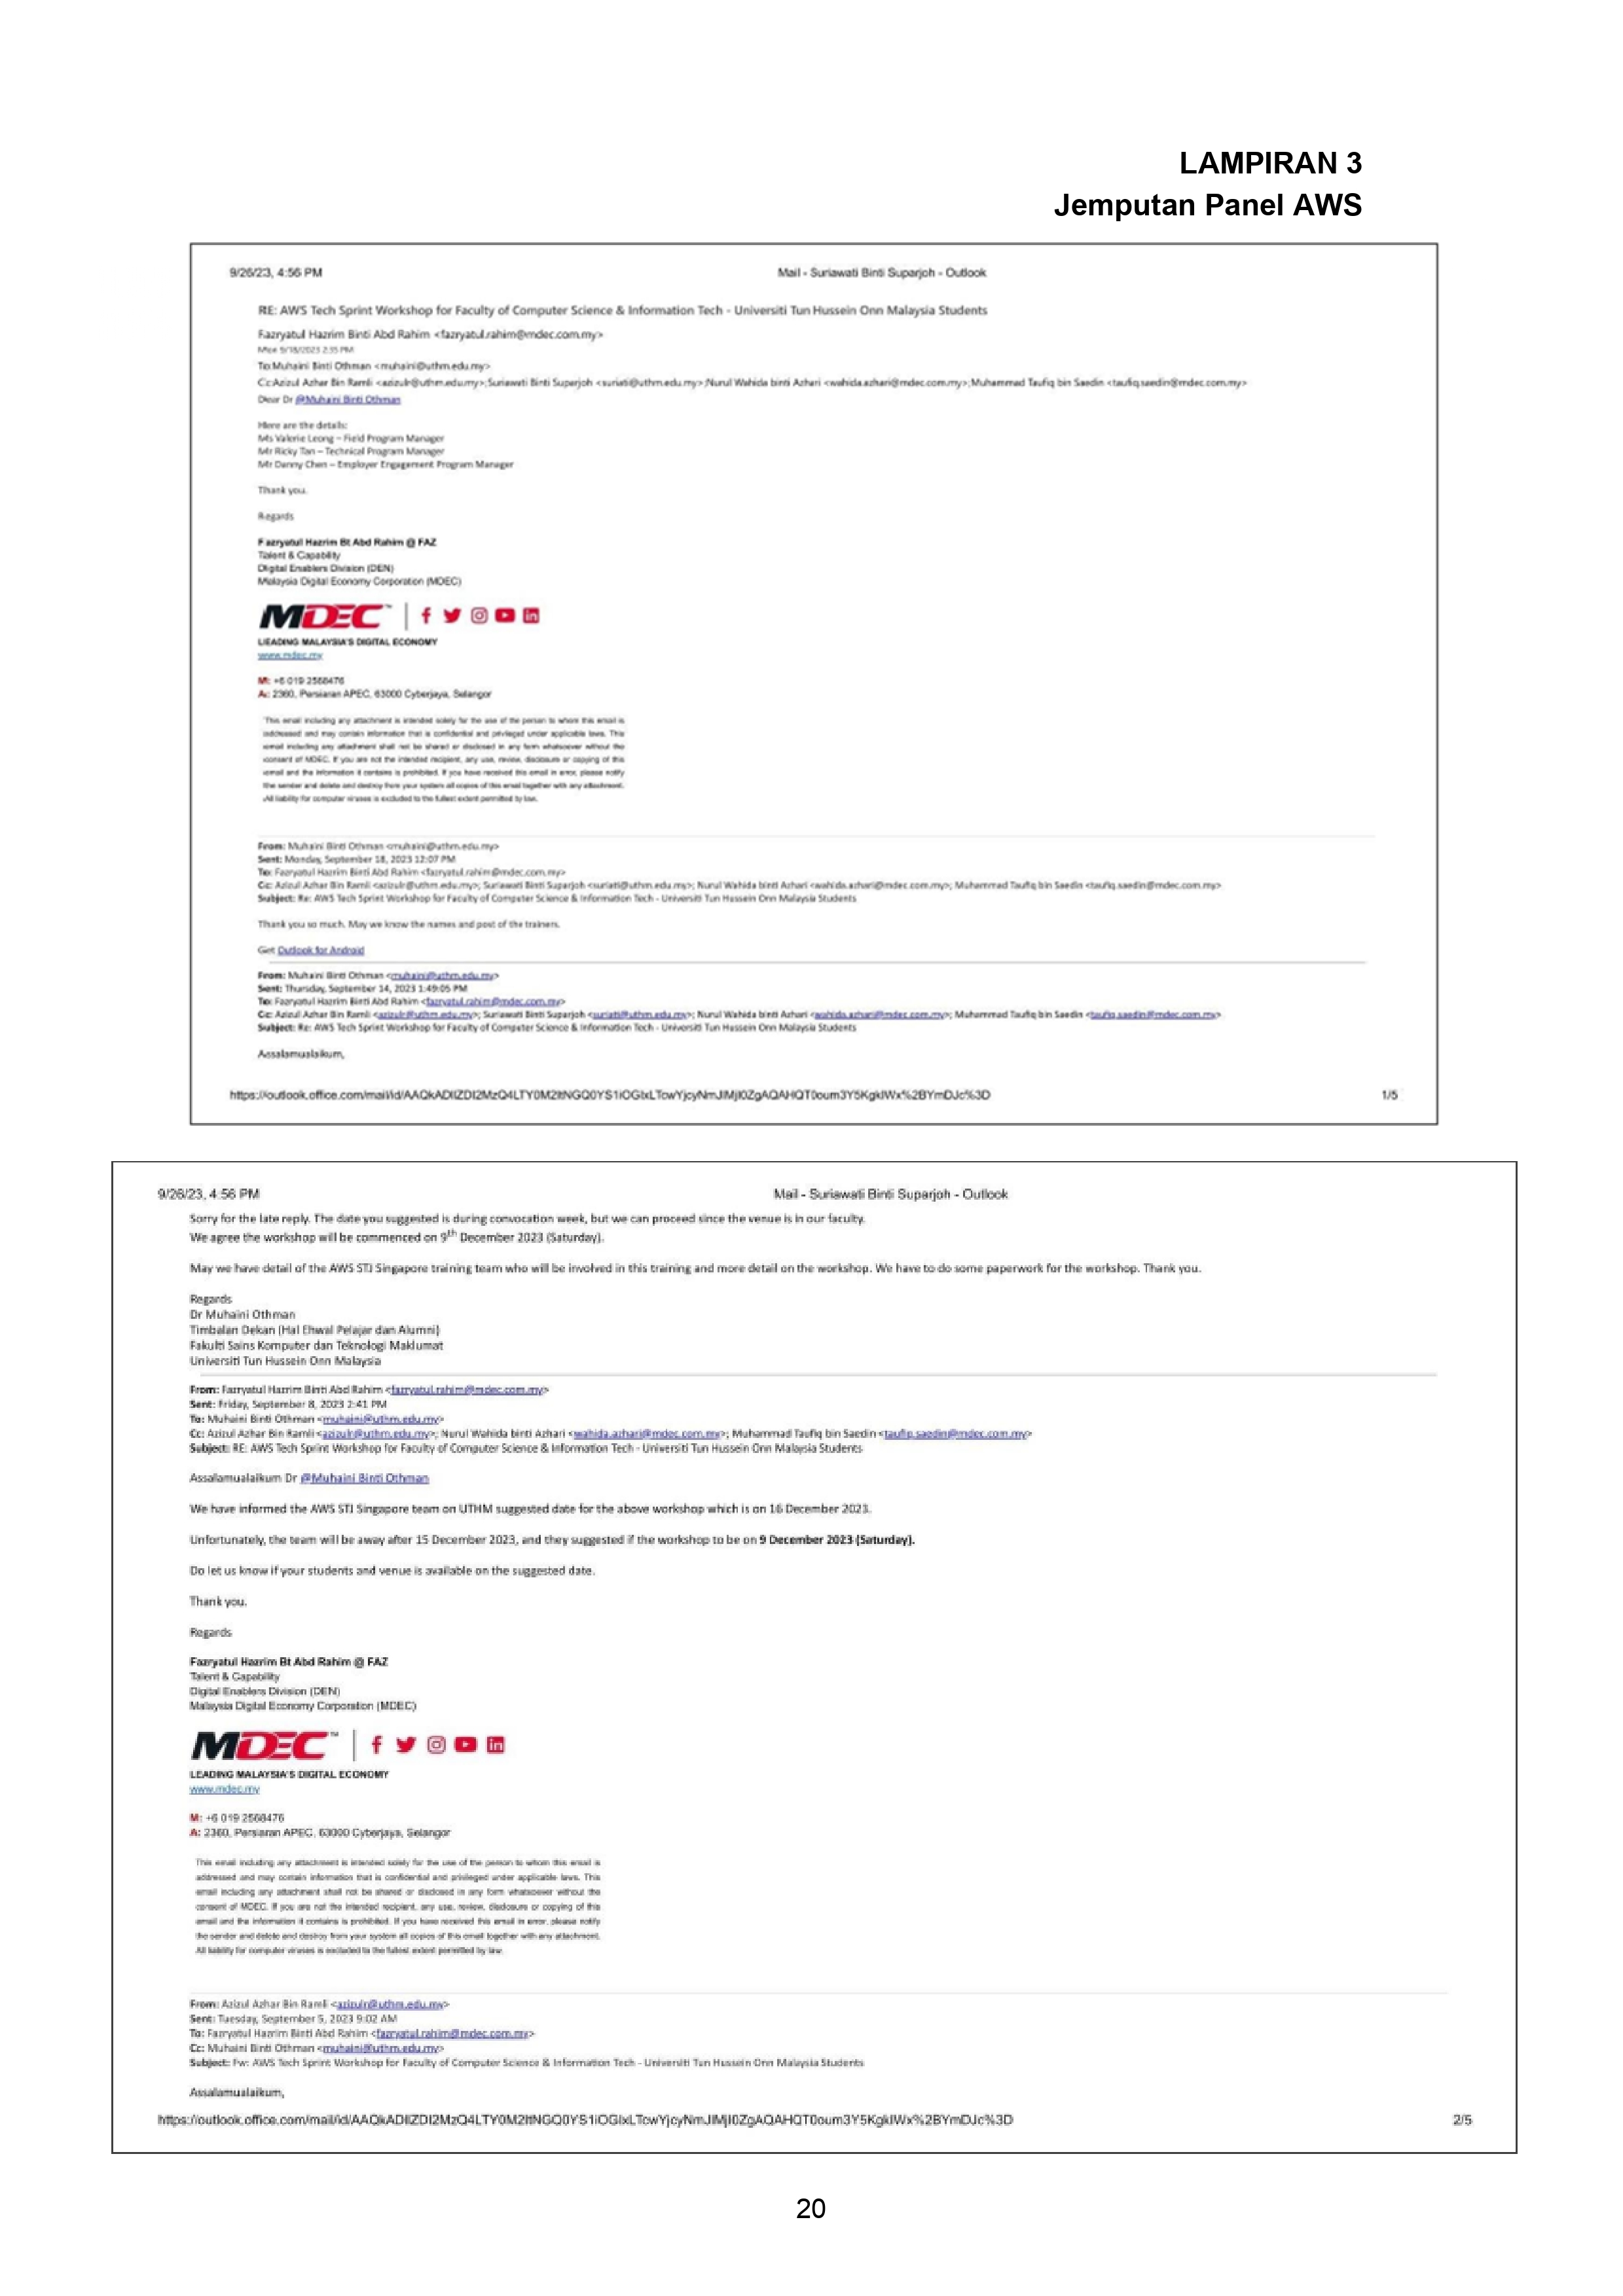 LAMPIRAN 3
Jemputan Panel AWS
9/26/23, 4:56 PM
Mail - Suriawati Binti Suparjoh - Outlook
RE: AWS Tech Sprint Workshop for Faculty of Computer Science & Information Tech - Universiti Tun Hussein Onn Malaysia Students
Fazryatul Hazrim Binti Abd Rahim <fazryatul.rahim@mdec.com.my>
Mon 9/18/2023 2:35 PM
To:Muhaini Binti Othman <muhaini@uthm.edu.my>
Cc:Azizul Azhar Bin Ramli <azizulr@uthm.edu.my>;Suriawati Binti Suparjoh <suriati@uthm.edu.my>;Nurul Wahida binti Azhari <wahida.azhari@mdec.com.my>;Muhammad Taufiq bin Saedin <taufiq.saedin@mdec.com.my>
Dear Dr @Muhaini Binti Othman
Here are the details:
Ms Valerie Leong – Field Program Manager
Mr Ricky Tan – Technical Program Manager
Mr Danny Chen – Employer Engagement Program Manager
Thank you.
Regards
Fazryatul Hazrim Bt Abd Rahim @ FAZ
Talent & Capability
Digital Enablers Division (DEN)
Malaysia Digital Economy Corporation (MDEC)
MDEC™
LEADING MALAYSIA'S DIGITAL ECONOMY
www.mdec.my
M: +6 019 2568476
A: 2360, Persiaran APEC, 63000 Cyberjaya, Selangor
This email including any attachment is intended solely for the use of the person to whom this email is
addressed and may contain information that is confidential and privileged under applicable laws. This
email including any attachment shall not be shared or disclosed in any form whatsoever without the
consent of MDEC. If you are not the intended recipient, any use, review, disclosure or copying of this
email and the information it contains is prohibited. If you have received this email in error, please notify
the sender and delete and destroy from your system all copies of this email together with any attachment.
All liability for computer viruses is excluded to the fullest extent permitted by law.
From: Muhaini Binti Othman <muhaini@uthm.edu.my>
Sent: Monday, September 18, 2023 12:07 PM
To: Fazryatul Hazrim Binti Abd Rahim <fazryatul.rahim@mdec.com.my>
Cc: Azizul Azhar Bin Ramli <azizulr@uthm.edu.my>; Suriawati Binti Suparjoh <suriati@uthm.edu.my>; Nurul Wahida binti Azhari <wahida.azhari@mdec.com.my>; Muhammad Taufiq bin Saedin <taufiq.saedin@mdec.com.my>
Subject: Re: AWS Tech Sprint Workshop for Faculty of Computer Science & Information Tech - Universiti Tun Hussein Onn Malaysia Students
Thank you so much. May we know the names and post of the trainers.
Get Outlook for Android
From: Muhaini Binti Othman <muhaini@uthm.edu.my>
Sent: Thursday, September 14, 2023 1:49:05 PM
To: Fazryatul Hazrim Binti Abd Rahim <fazryatul.rahim@mdec.com.my>
Cc: Azizul Azhar Bin Ramli <azizulr@uthm.edu.my>; Suriawati Binti Suparjoh <suriati@uthm.edu.my>; Nurul Wahida binti Azhari <wahida.azhari@mdec.com.my>; Muhammad Taufiq bin Saedin <taufiq.saedin@mdec.com.my>
Subject: Re: AWS Tech Sprint Workshop for Faculty of Computer Science & Information Tech - Universiti Tun Hussein Onn Malaysia Students
Assalamualaikum,
1/5
9/26/23, 4:56 PM
Mail - Suriawati Binti Suparjoh - Outlook
Sorry for the late reply. The date you suggested is during convocation week, but we can proceed since the venue is in our faculty.
We agree the workshop will be commenced on 9th December 2023 (Saturday).
May we have detail of the AWS STJ Singapore training team who will be involved in this training and more detail on the workshop. We have to do some paperwork for the workshop. Thank you.
Regards
Dr Muhaini Othman
Timbalan Dekan (Hal Ehwal Pelajar dan Alumni)
Fakulti Sains Komputer dan Teknologi Maklumat
Universiti Tun Hussein Onn Malaysia
From: Fazryatul Hazrim Binti Abd Rahim <fazryatul.rahim@mdec.com.my>
Sent: Friday, September 8, 2023 2:41 PM
To: Muhaini Binti Othman <muhaini@uthm.edu.my>
Cc: Azizul Azhar Bin Ramli <azizulr@uthm.edu.my>; Nurul Wahida binti Azhari <wahida.azhari@mdec.com.my>; Muhammad Taufiq bin Saedin <taufiq.saedin@mdec.com.my>
Subject: RE: AWS Tech Sprint Workshop for Faculty of Computer Science & Information Tech - Universiti Tun Hussein Onn Malaysia Students
Assalamualaikum Dr @Muhaini Binti Othman
We have informed the AWS STJ Singapore team on UTHM suggested date for the above workshop which is on 16 December 2023.
Unfortunately, the team will be away after 15 December 2023, and they suggested if the workshop to be on 9 December 2023 (Saturday).
Do let us know if your students and venue is available on the suggested date.
Thank you.
Regards
Fazryatul Hazrim Bt Abd Rahim @ FAZ
Talent & Capability
Digital Enablers Division (DEN)
Malaysia Digital Economy Corporation (MDEC)
MDEC™
LEADING MALAYSIA'S DIGITAL ECONOMY
www.mdec.my
M: +6 019 2568476
A: 2360, Persiaran APEC, 63000 Cyberjaya, Selangor
This email including any attachment is intended solely for the use of the person to whom this email is
addressed and may contain information that is confidential and privileged under applicable laws. This
email including any attachment shall not be shared or disclosed in any form whatsoever without the
consent of MDEC. If you are not the intended recipient, any use, review, disclosure or copying of this
email and the information it contains is prohibited. If you have received this email in error, please notify
the sender and delete and destroy from your system all copies of this email together with any attachment.
All liability for computer viruses is excluded to the fullest extent permitted by law.
From: Azizul Azhar Bin Ramli <azizulr@uthm.edu.my>
Sent: Tuesday, September 5, 2023 9:02 AM
To: Fazryatul Hazrim Binti Abd Rahim <fazryatul.rahim@mdec.com.my>
Cc: Muhaini Binti Othman <muhaini@uthm.edu.my>
Subject: Fw: AWS Tech Sprint Workshop for Faculty of Computer Science & Information Tech - Universiti Tun Hussein Onn Malaysia Students
Assalamualaikum,
2/5
20